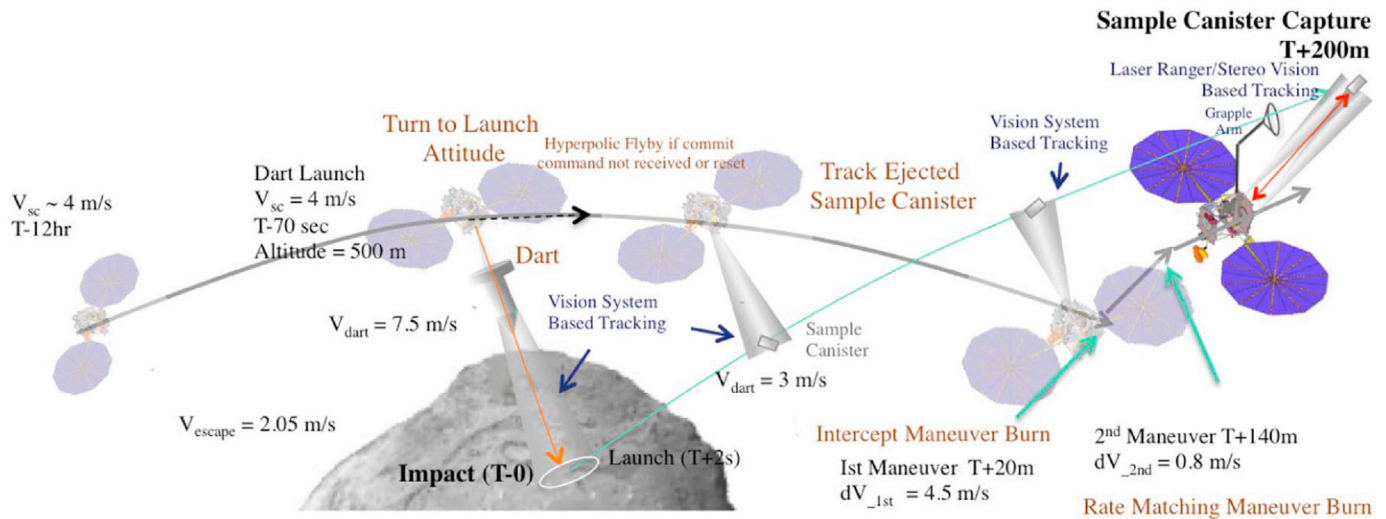 Sample Canister Capture
T+200m
Laser Ranger/Stereo Vision
Based Tracking
Grapple
Arm
Vision System
Based Tracking
Turn to Launch
Attitude
Hyperpolic Flyby if commit
command not received or reset
Track Ejected
Sample Canister
Dart Launch
V_sc = 4 m/s
T-70 sec
Altitude = 500 m
V_sc ~ 4 m/s
T-12hr
Dart
Vision System
Based Tracking
V_dart = 7.5 m/s
Sample
Canister
V_dart = 3 m/s
V_escape = 2.05 m/s
Impact (T-0)
Launch (T+2s)
Intercept Maneuver Burn
Ist Maneuver T+20m
dV_1st = 4.5 m/s
2nd Maneuver T+140m
dV_2nd = 0.8 m/s
Rate Matching Maneuver Burn